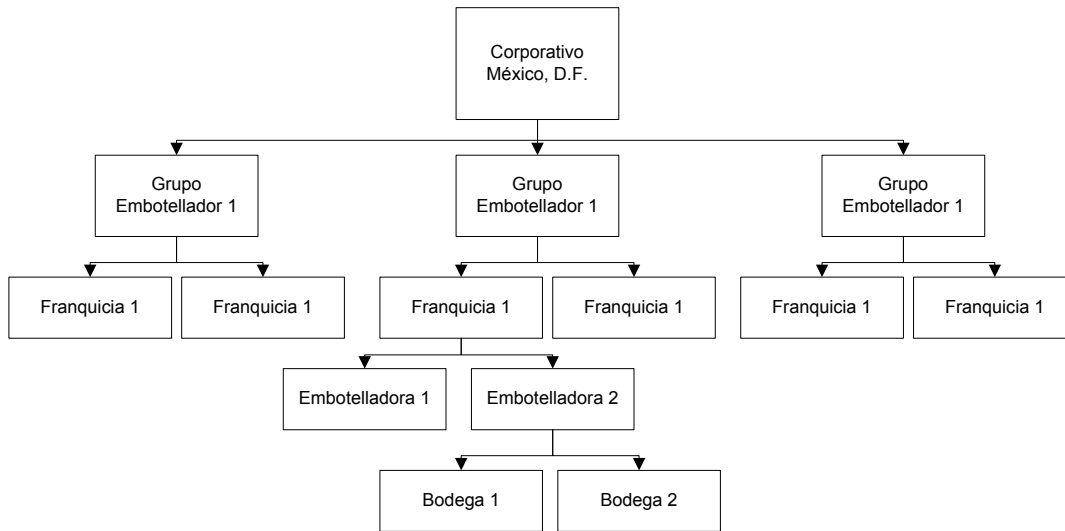 Corporativo
México, D.F.
Grupo
Embotellador 1
Grupo
Embotellador 1
Grupo
Embotellador 1
Franquicia 1
Franquicia 1
Franquicia 1
Franquicia 1
Franquicia 1
Franquicia 1
Embotelladora 1
Embotelladora 2
Bodega 1
Bodega 2